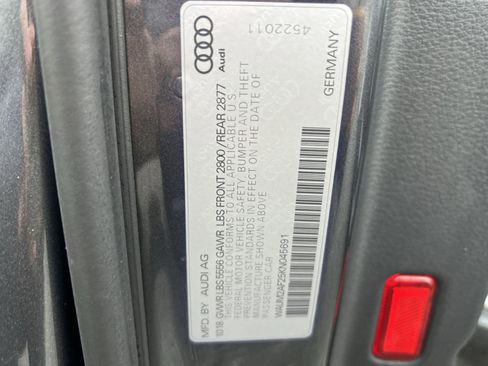 4522011
Audi
GERMANY
MFD. BY AUDI AG
10.18 GVWR LBS 5556 GAWR LBS FRONT 2800 / REAR 2877
THIS VEHICLE CONFORMS TO ALL APPLICABLE U.S.
FEDERAL MOTOR VEHICLE SAFETY, BUMPER AND THEFT
PREVENTION STANDARDS IN EFFECT ON THE DATE OF
MANUFACTURE SHOWN ABOVE
WAUM2AF25KN045691
PASSENGER CAR